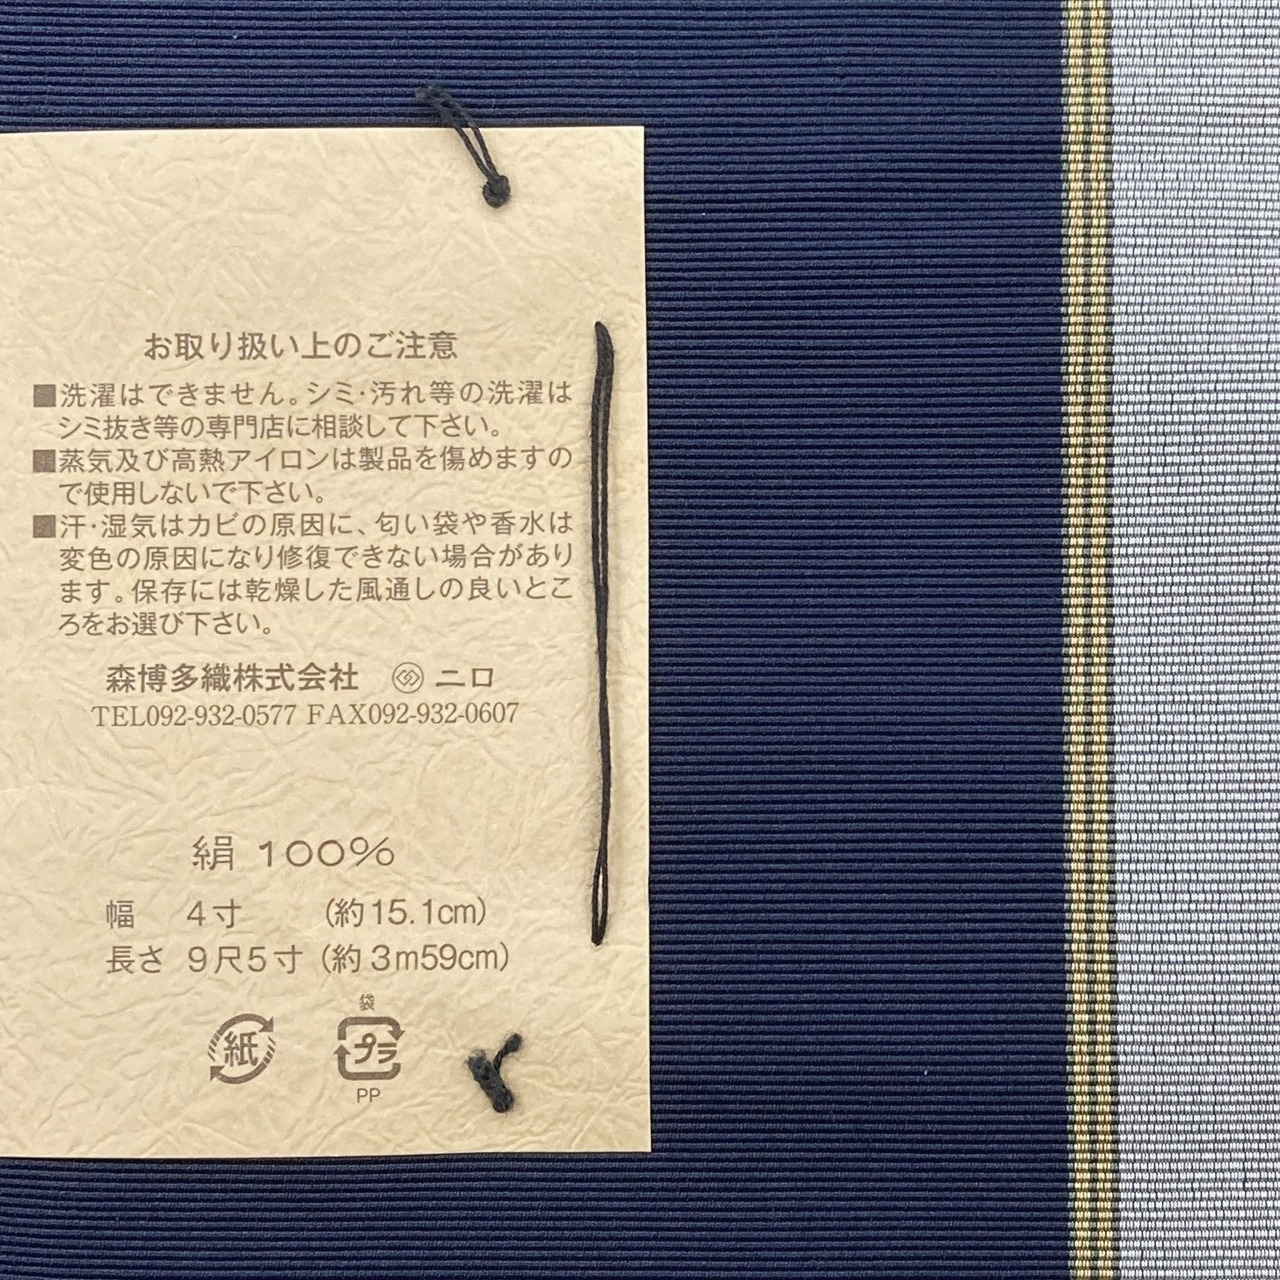 お取り扱い上のご注意
■洗濯はできません。シミ・汚れ等の洗濯は
シミ抜き等の専門店に相談して下さい。
■蒸気及び高熱アイロンは製品を傷めますの
で使用しないで下さい。
■汗・湿気はカビの原因に、匂い袋や香水は
変色の原因になり修復できない場合があり
ます。保存には乾燥した風通しの良いとこ
ろをお選び下さい。
森博多織株式会社 ニロ
TEL092-932-0577 FAX092-932-0607
絹 100%
幅 4寸 (約15.1cm)
長さ 9尺5寸 (約3m59cm)
袋
紙 プラ
PP